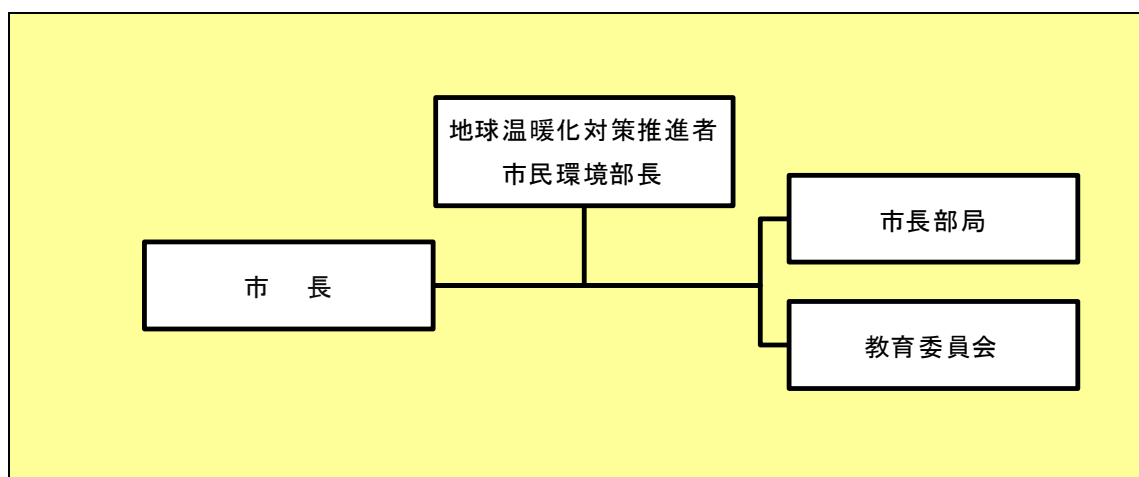 地球温暖化対策推進者
市民環境部長
市長部局
市　長
教育委員会